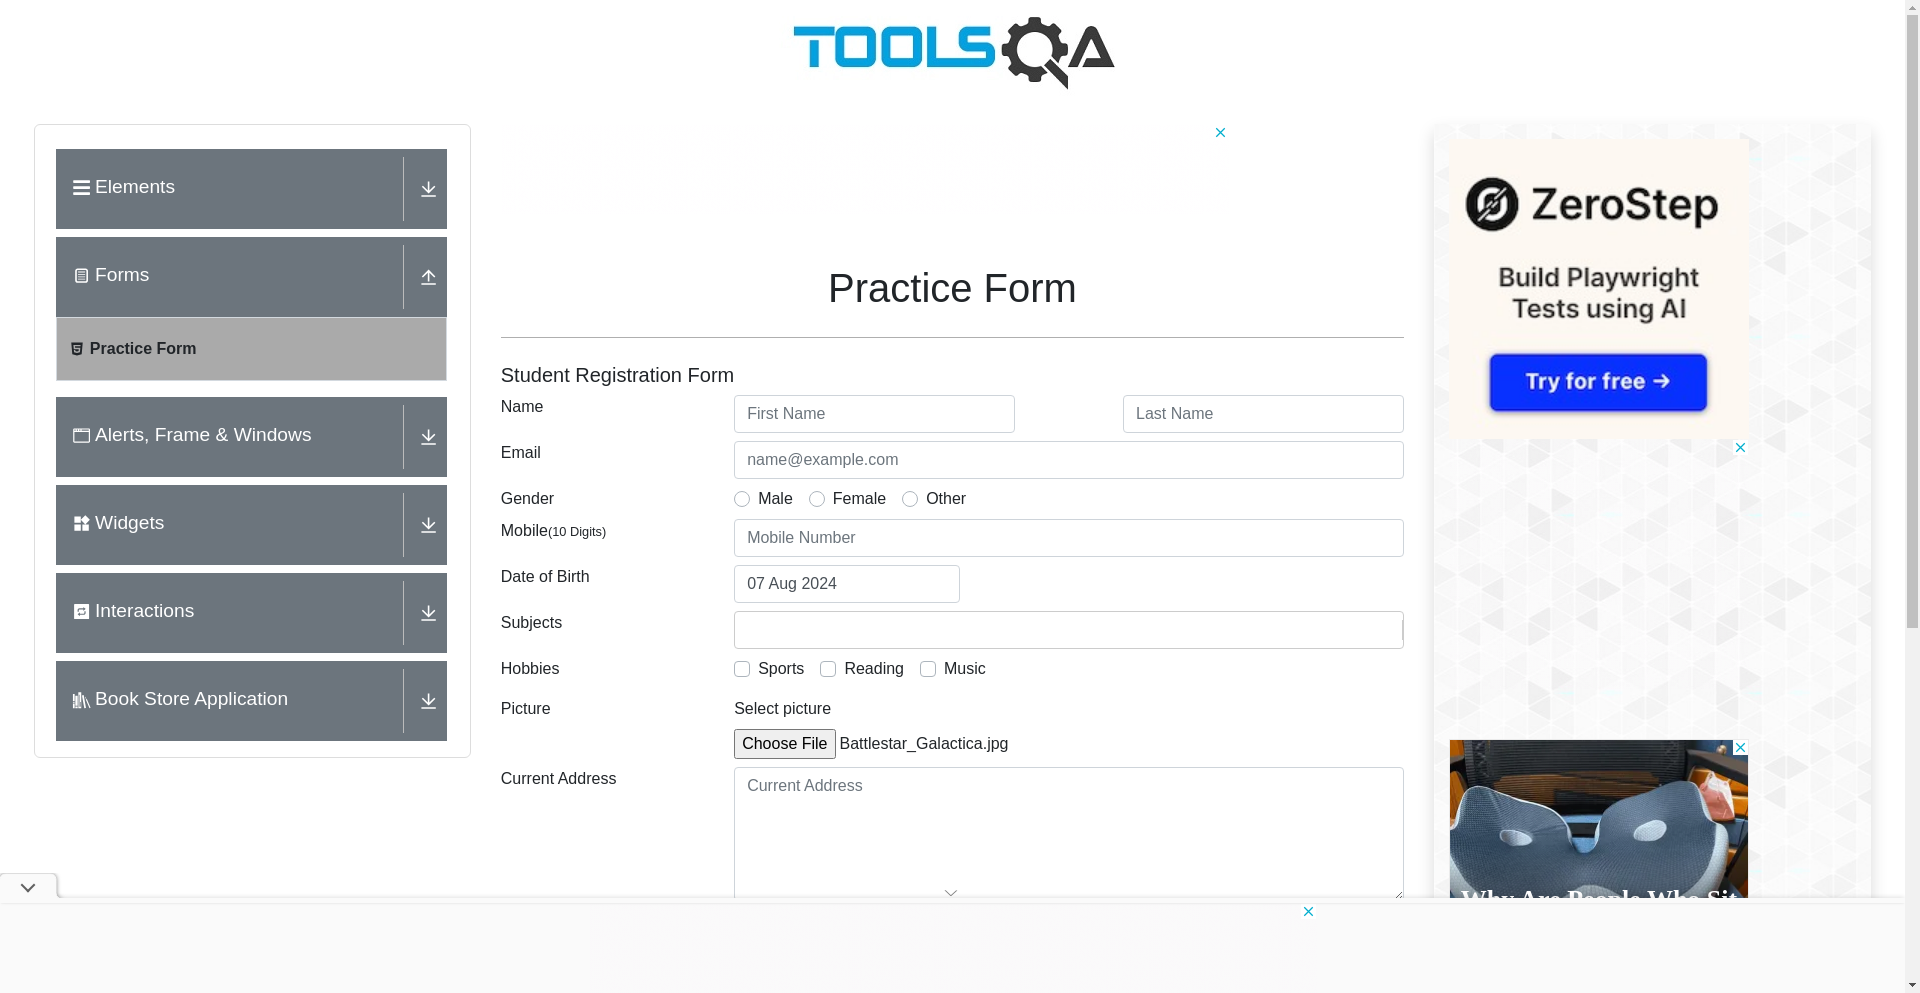 TOOLSQA
Elements
Forms
Practice Form
Alerts, Frame & Windows
Widgets
Interactions
Book Store Application
Practice Form
Student Registration Form
Name
First Name
Last Name
Email
name@example.com
Gender
Male
Female
Other
Mobile(10 Digits)
Mobile Number
Date of Birth
07 Aug 2024
Subjects
Hobbies
Sports
Reading
Music
Picture
Select picture
Choose File Battlestar_Galactica.jpg
Current Address
Current Address
ZeroStep
Build Playwright
Tests using AI
Try for free →
Why Are People Who Sit